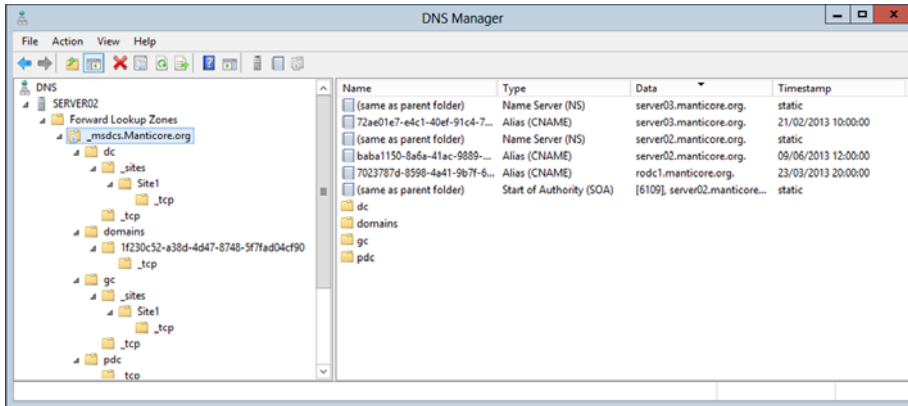 DNS Manager
File Action View Help
DNS
SERVER02
Forward Lookup Zones
_msdcs.Manticore.org
dc
_sites
Site1
_tcp
_tcp
domains
1f230c52-a38d-4d47-8748-5f7fad04cf90
_tcp
gc
_sites
Site1
_tcp
_tcp
pdc
_tcp
Name Type Data Timestamp
(same as parent folder) Name Server (NS) server03.manticore.org. static
72ae01e7-e4c1-40ef-91c4-7... Alias (CNAME) server03.manticore.org. 21/02/2013 10:00:00
(same as parent folder) Name Server (NS) server02.manticore.org. static
baba1150-8a6a-41ac-9889-... Alias (CNAME) server02.manticore.org. 09/06/2013 12:00:00
7023787d-8598-4a41-9b7f-6... Alias (CNAME) rodc1.manticore.org. 23/03/2013 20:00:00
(same as parent folder) Start of Authority (SOA) [6109], server02.manticore... static
dc
domains
gc
pdc